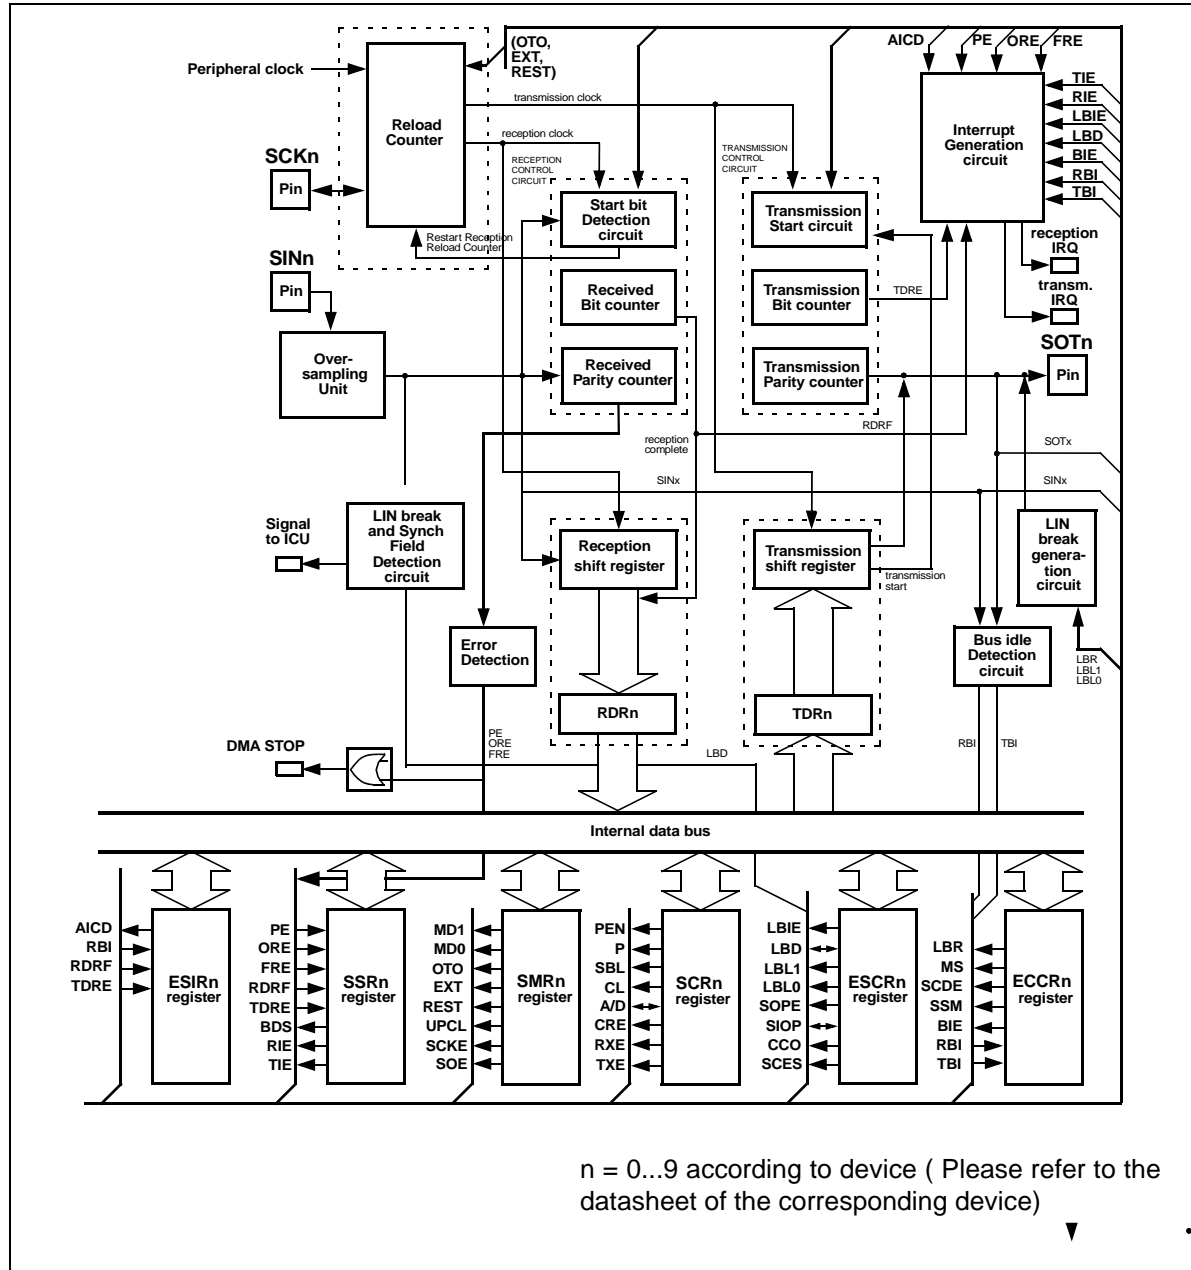 (OTO,
EXT,
REST)
AICD
PE
ORE
FRE
Peripheral clock
transmission clock
reception clock
Reload
Counter
Interrupt
Generation
circuit
TIE
RIE
LBIE
LBD
BIE
RBI
TBI
SCKn
Pin
RECEPTION
CONTROL
CIRCUIT
TRANSMISSION
CONTROL
CIRCUIT
Start bit
Detection
circuit
Transmission
Start circuit
Restart Reception
Reload Counter
reception
IRQ
transm.
IRQ
SINn
Pin
Received
Bit counter
Transmission
Bit counter
TDRE
SOTn
Pin
Over-
sampling
Unit
Received
Parity counter
Transmission
Parity counter
RDRF
reception
complete
SOTx
SINx
SINx
Signal
to ICU
LIN break
and Synch
Field
Detection
circuit
Reception
shift register
Transmission
shift register
transmission
start
LIN
break
genera-
tion
circuit
Error
Detection
Bus idle
Detection
circuit
LBR
LBL1
LBL0
RDRn
TDRn
DMA STOP
PE
ORE
FRE
LBD
RBI
TBI
Internal data bus
AICD
RBI
RDRF
TDRE
ESIRn
register
PE
ORE
FRE
RDRF
TDRE
BDS
RIE
TIE
SSRn
register
MD1
MD0
OTO
EXT
REST
UPCL
SCKE
SOE
SMRn
register
PEN
P
SBL
CL
A/D
CRE
RXE
TXE
SCRn
register
LBIE
LBD
LBL1
LBL0
SOPE
SIOP
CCO
SCES
ESCRn
register
LBR
MS
SCDE
SSM
BIE
RBI
TBI
ECCRn
register
n = 0...9 according to device ( Please refer to the
datasheet of the corresponding device)